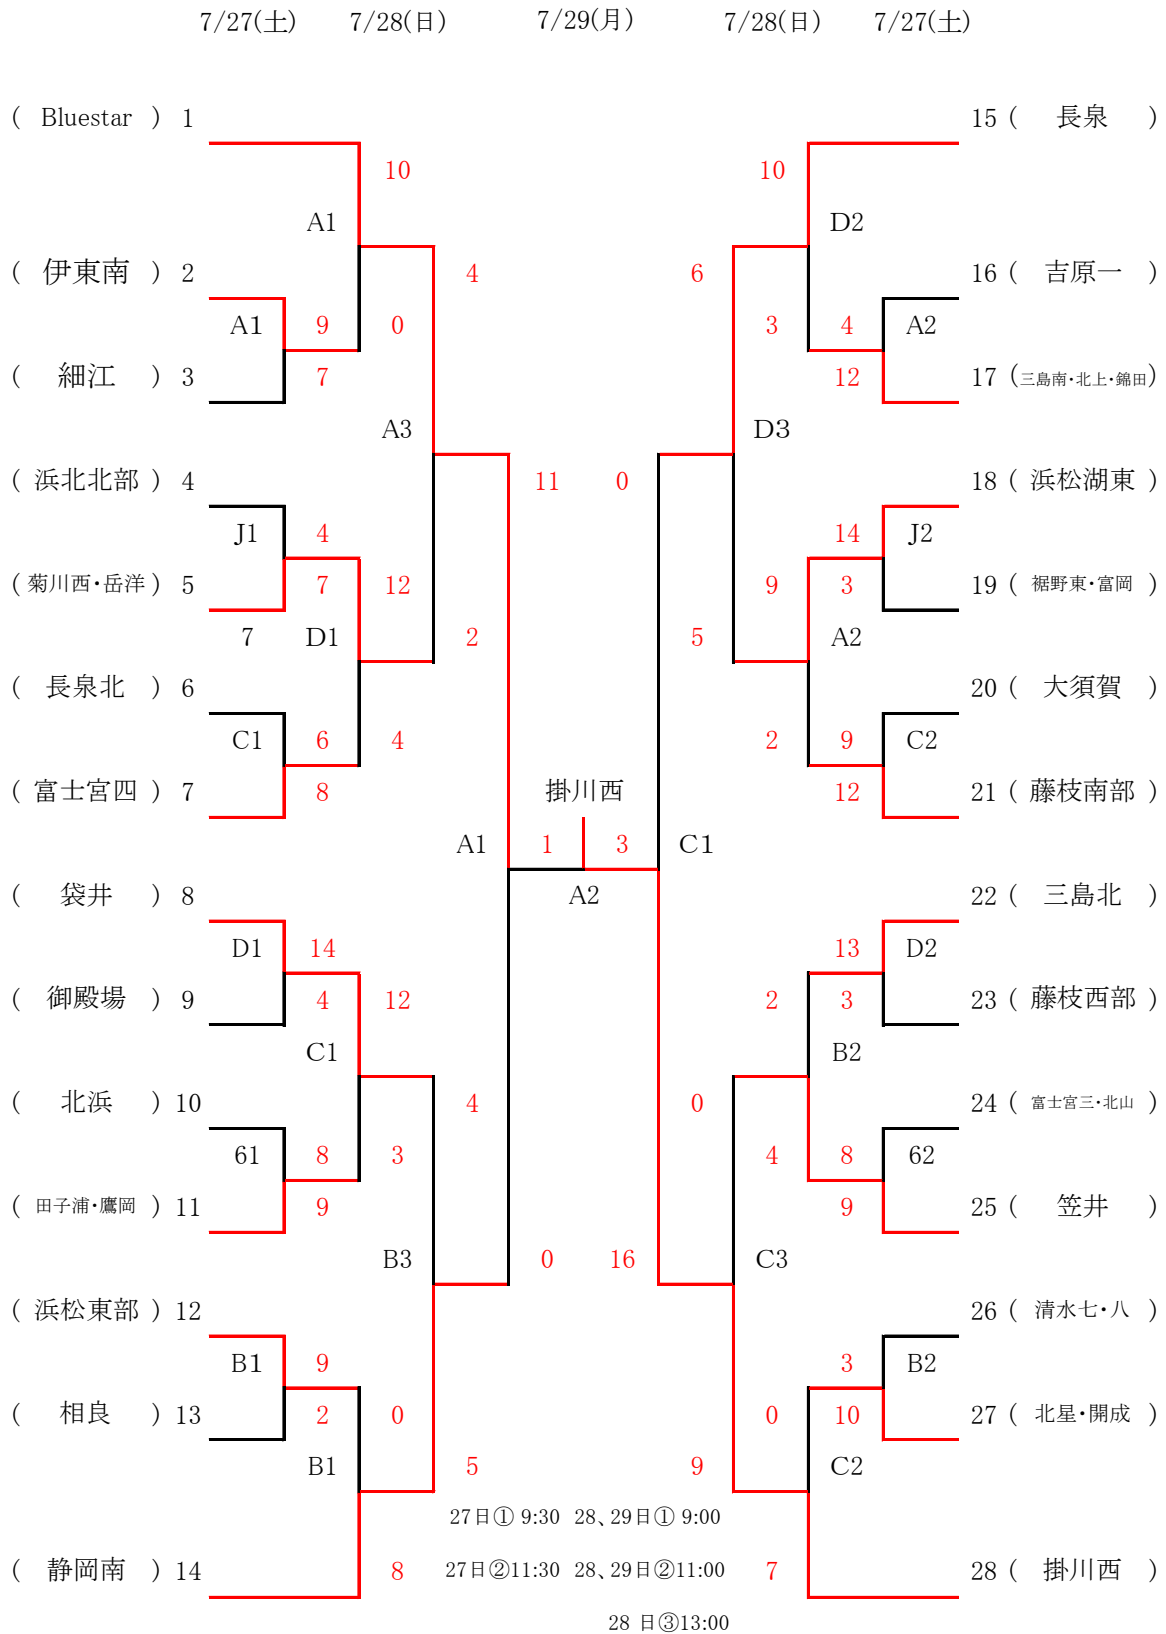 7/27(土) 7/28(日) 7/29(月) 7/28(日) 7/27(土)
( Bluestar ) 1 15 ( 長泉 )
10 10
A1 D2
( 伊東南 ) 2 4 6 16 ( 吉原一 )
A1 9 0 3 4 A2
( 細江 ) 3 7 12 17 (三島南・北上・錦田)
A3 D3
( 浜北北部 ) 4 11 0 18 ( 浜松湖東 )
J1 4 14 J2
( 菊川西・岳洋 ) 5 7 12 9 3 19 ( 裾野東・富岡 )
7 D1 2 5 A2
( 長泉北 ) 6 20 ( 大須賀 )
C1 6 4 2 9 C2
( 富士宮四 ) 7 8 掛川西 12 21 ( 藤枝南部 )
A1 1 3 C1
( 袋井 ) 8 A2 22 ( 三島北 )
D1 14 13 D2
( 御殿場 ) 9 4 12 2 3 23 ( 藤枝西部 )
C1 B2
( 北浜 ) 10 4 0 24 ( 富士宮三・北山 )
61 8 3 4 8 62
( 田子浦・鷹岡 ) 11 9 9 25 ( 笠井 )
B3 0 16 C3
( 浜松東部 ) 12 26 ( 清水七・八 )
B1 9 3 B2
( 相良 ) 13 2 0 0 10 27 ( 北星・開成 )
B1 5 9 C2
27日① 9:30 28、29日① 9:00
( 静岡南 ) 14 8 27日②11:30 28、29日②11:00 7 28 ( 掛川西 )
28 日③13:00